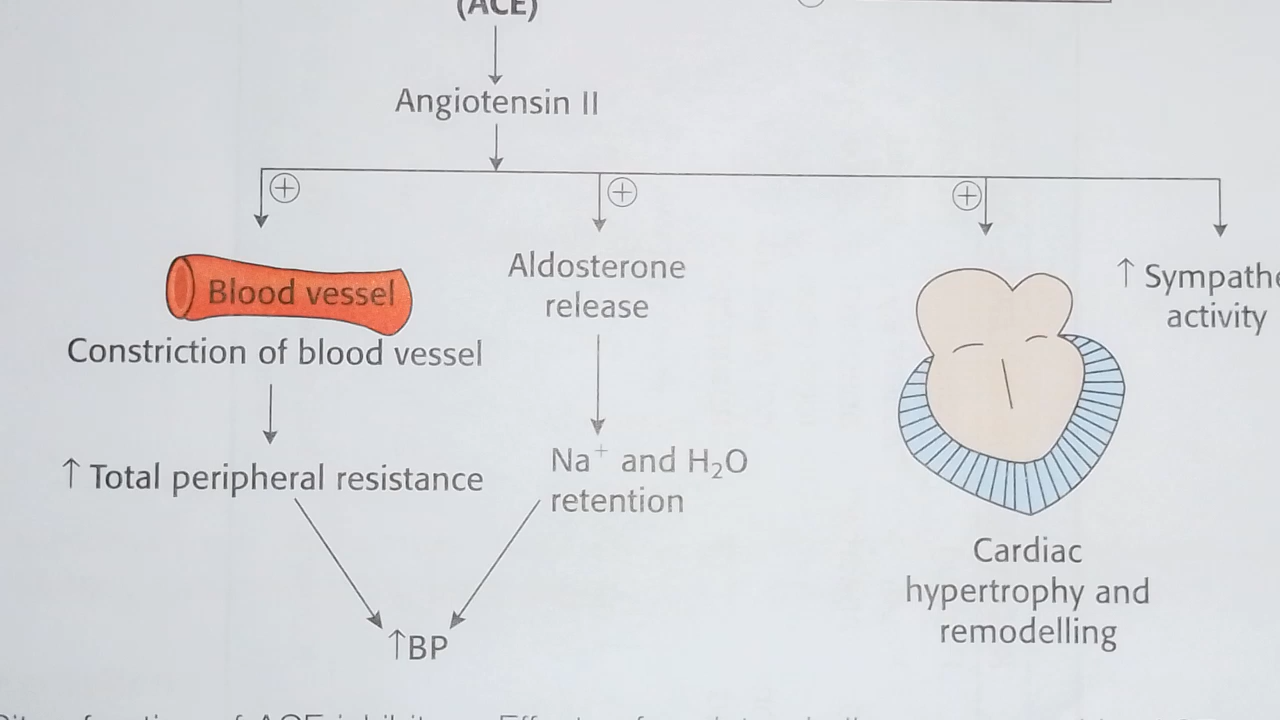 (ACE)
Angiotensin II
Blood vessel
Constriction of blood vessel
↑ Total peripheral resistance
Aldosterone
release
Na⁺ and H₂O
retention
↑BP
Cardiac
hypertrophy and
remodelling
↑
activity